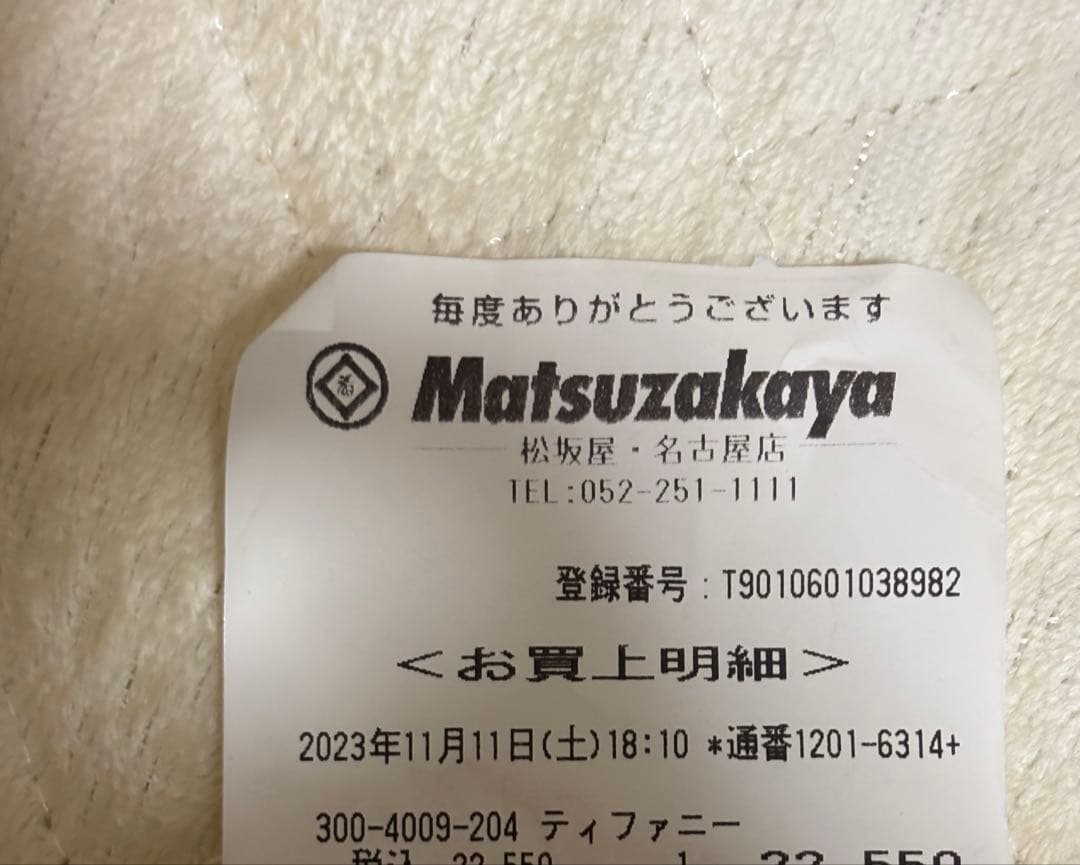 毎度ありがとうございます
Matsuzakaya
松坂屋・名古屋店
TEL:052-251-1111
登録番号：T9010601038982
＜お買上明細＞
2023年11月11日(土)18:10 *通番1201-6314+
300-4009-204 ティファニー
税込 1